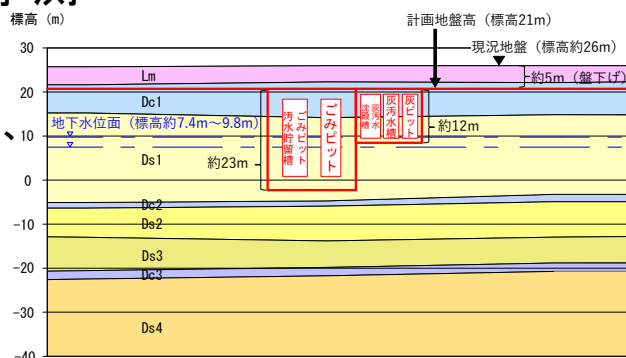 標高（m）
計画地盤高（標高21m）
現況地盤（標高約26m）
約5m（盤下げ）
30
20
10
0
-10
-20
-30
-40
Lm
Dc1
地下水位面（標高約7.4m～9.8m）
Ds1
Dc2
Ds2
Ds3
Dc3
Ds4
約23m
ごみピット
汚水貯留槽
ごみピット
灰汚水
沈殿槽
灰汚水槽
灰ピット
約12m